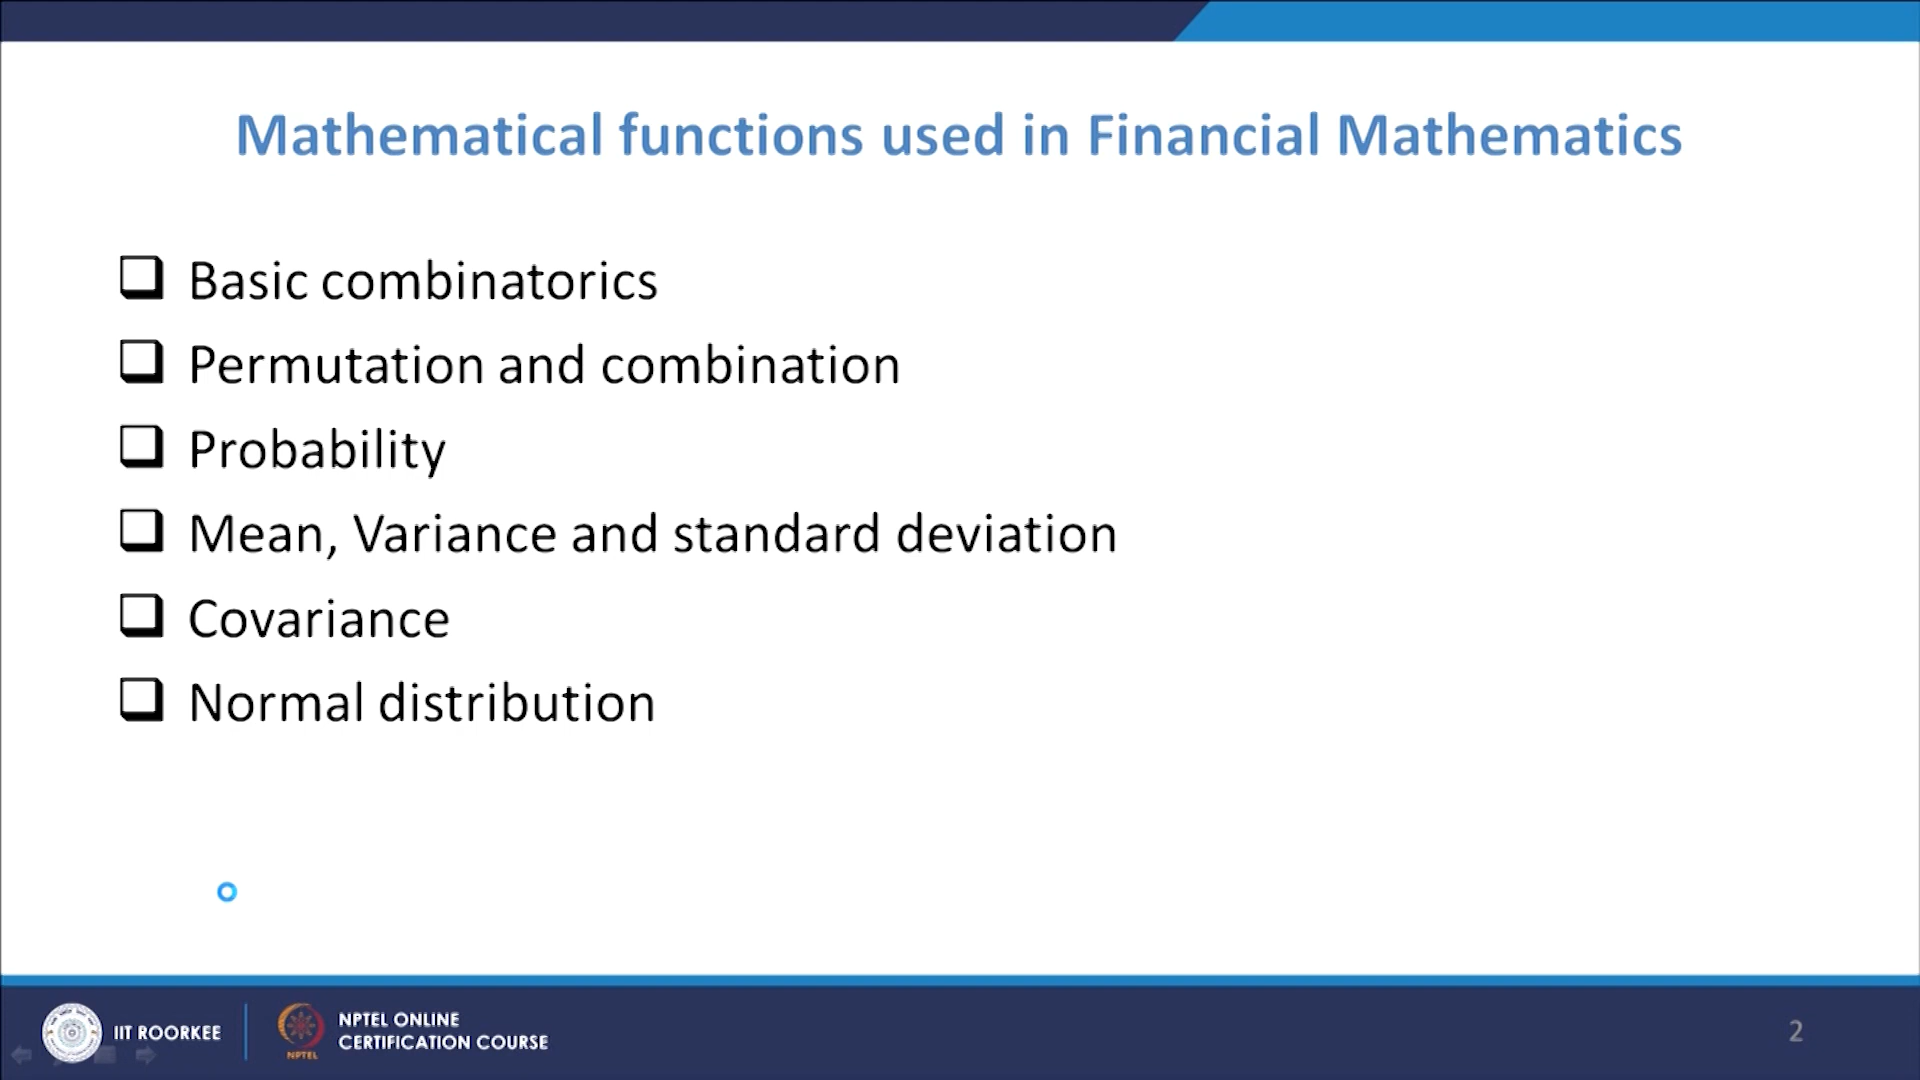 Mathematical functions used in Financial Mathematics
Basic combinatorics
Permutation and combination
Probability
Mean, Variance and standard deviation
Covariance
Normal distribution
IIT ROORKEE
NPTEL
NPTEL ONLINE
CERTIFICATION COURSE
2